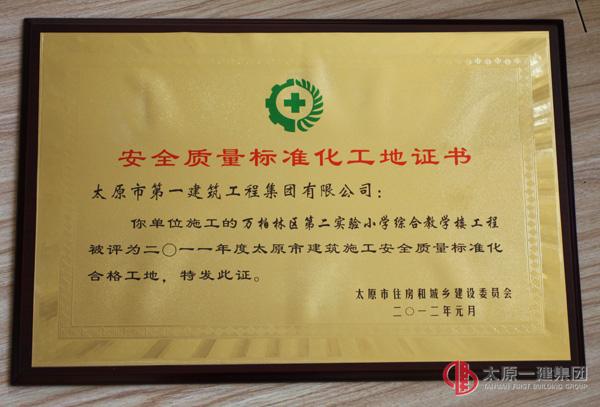 安全质量标准化工地证书
太原市第一建筑工程集团有限公司：
你单位施工的万柏林区第二实验小学综合教学楼工程
被评为二〇一一年度太原市建筑施工安全质量标准化
合格工地，特发此证。
太原市住房和城乡建设委员会
二〇一二年元月
太原一建集团
TAIYUAN FIRST BUILDING GROUP